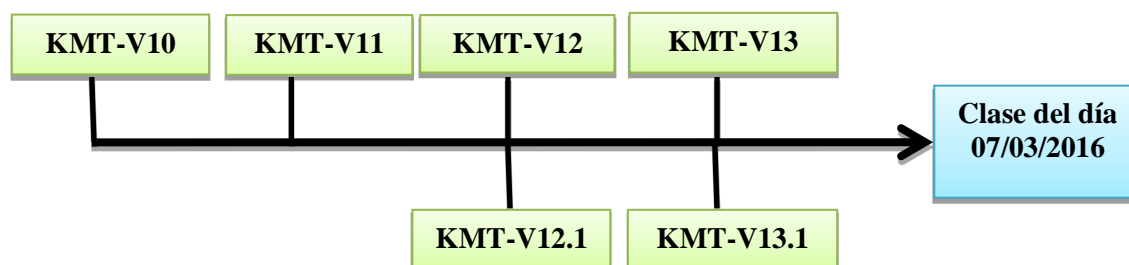 KMT-V10
KMT-V11
KMT-V12
KMT-V13
Clase del día
07/03/2016
KMT-V12.1
KMT-V13.1